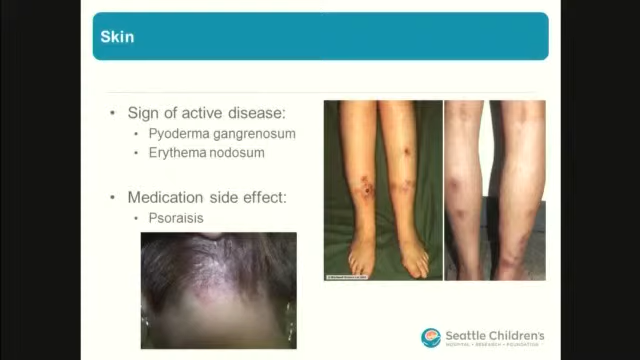 Skin
• Sign of active disease:
• Pyoderma gangrenosum
• Erythema nodosum
• Medication side effect:
• Psoraisis
Seattle Children's
HOSPITAL • RESEARCH • FOUNDATION